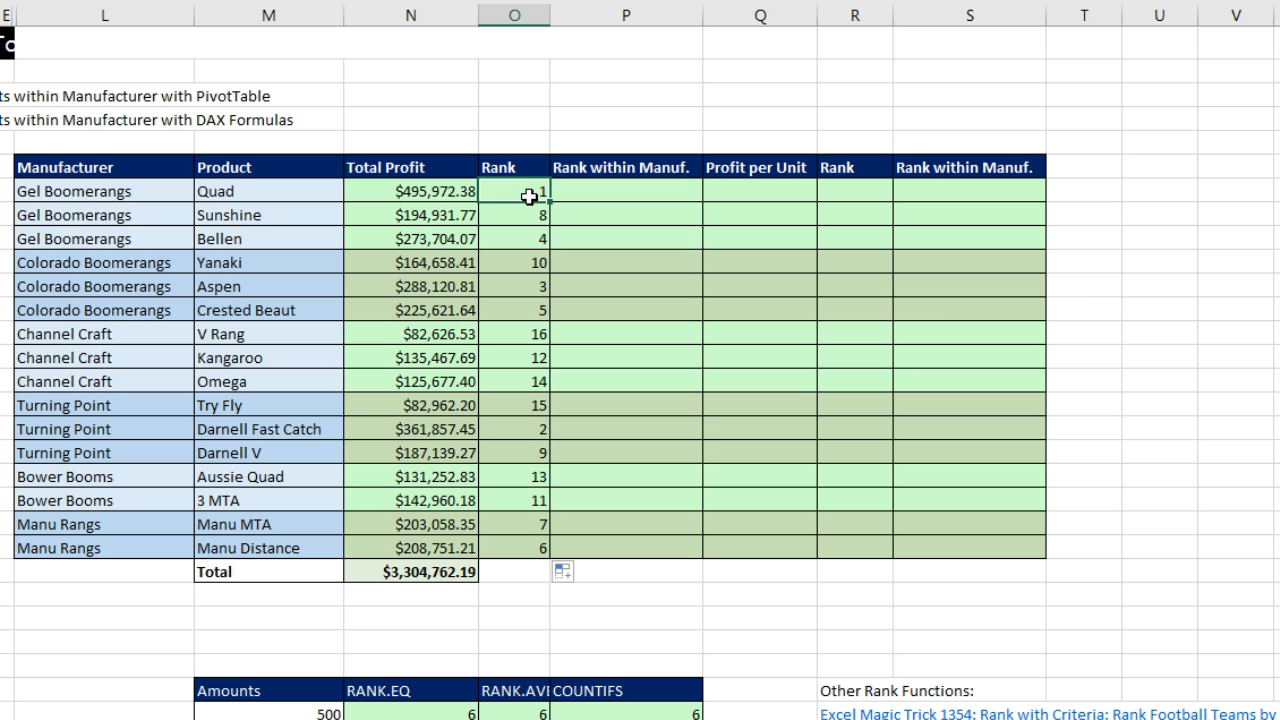 E L M N O P Q R S T U V
To
ts within Manufacturer with PivotTable
ts within Manufacturer with DAX Formulas
Manufacturer Product Total Profit Rank Rank within Manuf. Profit per Unit Rank Rank within Manuf.
Gel Boomerangs Quad $495,972.38 1
Gel Boomerangs Sunshine $194,931.77 8
Gel Boomerangs Bellen $273,704.07 4
Colorado Boomerangs Yanaki $164,658.41 10
Colorado Boomerangs Aspen $288,120.81 3
Colorado Boomerangs Crested Beaut $225,621.64 5
Channel Craft V Rang $82,626.53 16
Channel Craft Kangaroo $135,467.69 12
Channel Craft Omega $125,677.40 14
Turning Point Try Fly $82,962.20 15
Turning Point Darnell Fast Catch $361,857.45 2
Turning Point Darnell V $187,139.27 9
Bower Booms Aussie Quad $131,252.83 13
Bower Booms 3 MTA $142,960.18 11
Manu Rangs Manu MTA $203,058.35 7
Manu Rangs Manu Distance $208,751.21 6
Total $3,304,762.19
Amounts RANK.EQ RANK.AVE COUNTIFS Other Rank Functions:
500 6 6 6 Excel Magic Trick 1354: Rank with Criteria: Rank Football Teams by